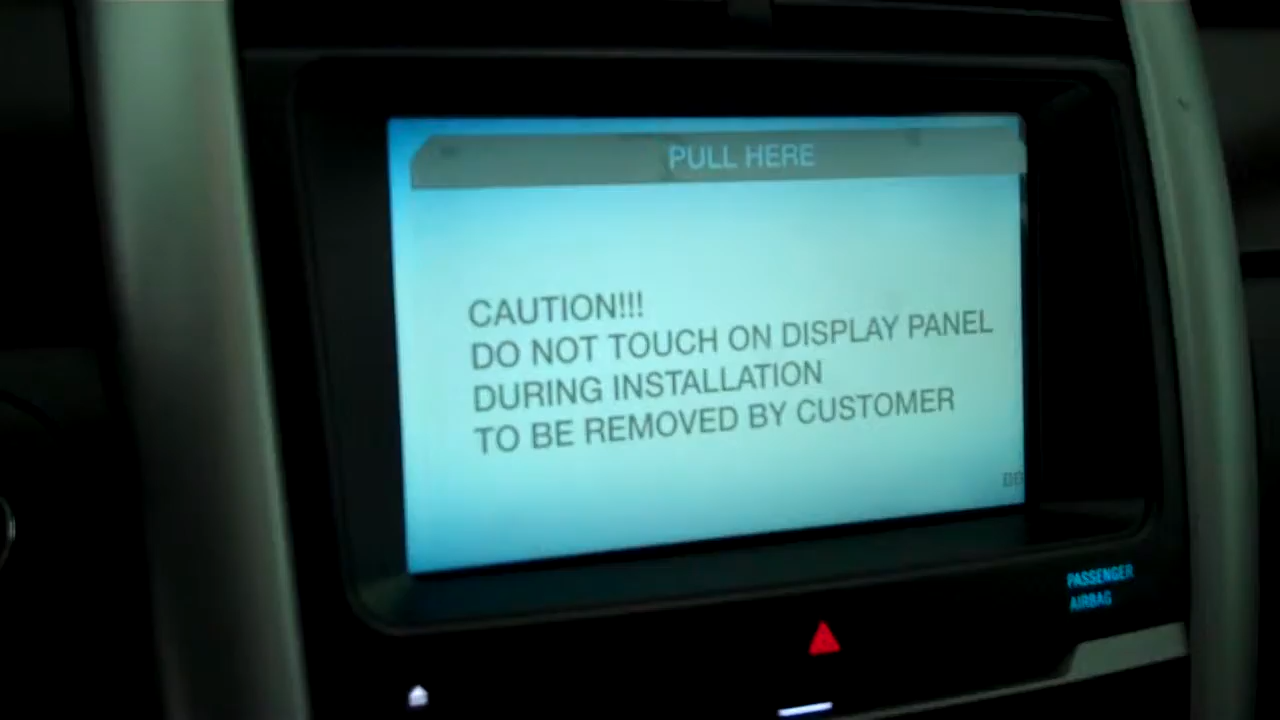 PULL HERE
CAUTION!!!
DO NOT TOUCH ON DISPLAY PANEL
DURING INSTALLATION
TO BE REMOVED BY CUSTOMER
PASSENGER
AIRBAG